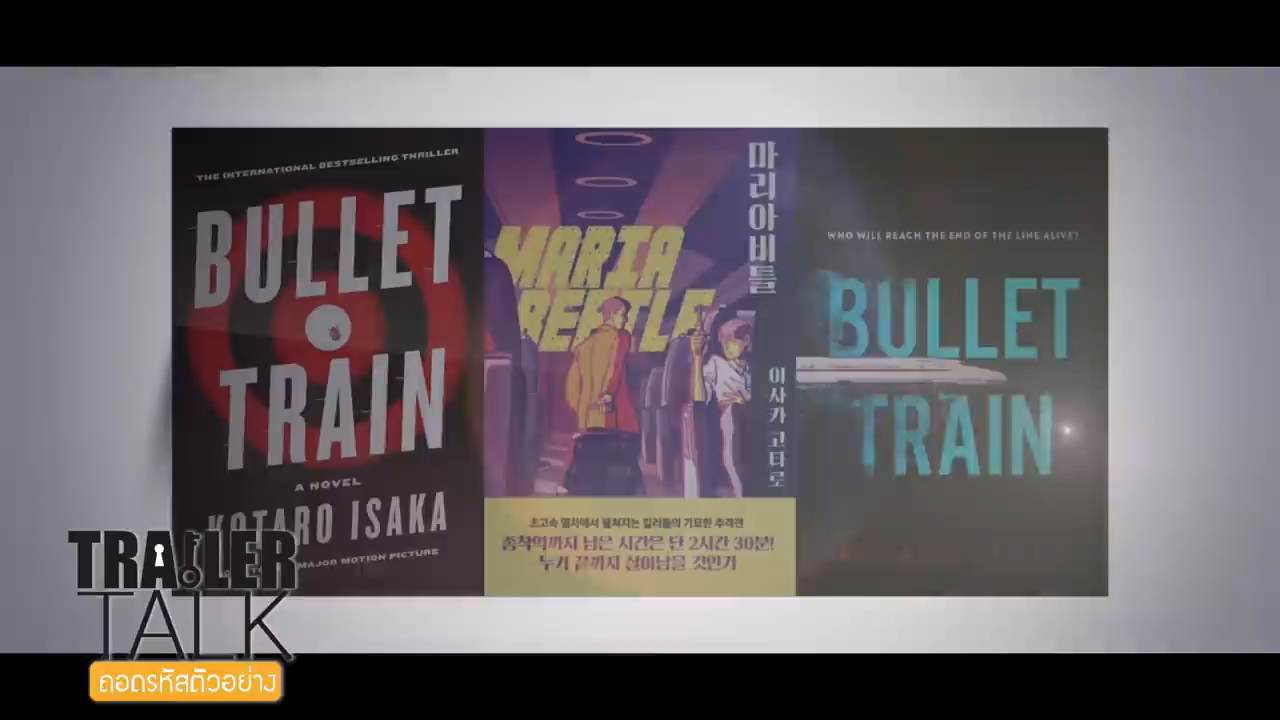 THE INTERNATIONAL BESTSELLING THRILLER
BULLET
TRAIN
A NOVEL
KOTARO ISAKA
MAJOR MOTION PICTURE
마리아비틀
MARIA
BEETLE
이사카 고타로
초고속 열차에서 펼쳐지는 킬러들의 기묘한 추격전
종착역까지 남은 시간은 단 2시간 30분!
누가 끝까지 살아남을 것인가
WHO WILL REACH THE END OF THE LINE ALIVE?
BULLET
TRAIN
TRAILER
TALK
ถอดรหัสตัวอย่าง